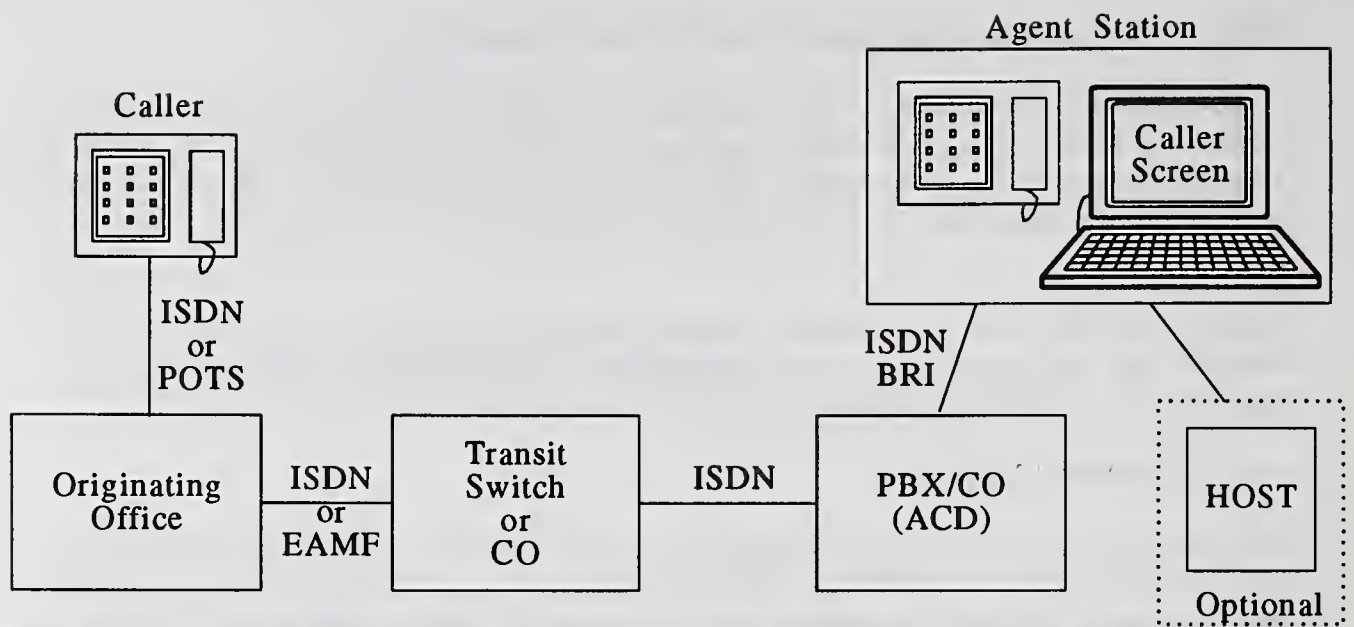 Agent Station
Caller
Caller
Screen
ISDN
or
POTS
ISDN
BRI
Originating
Office
ISDN
or
EAMF
Transit
Switch
or
CO
ISDN
PBX/CO
(ACD)
HOST
Optional